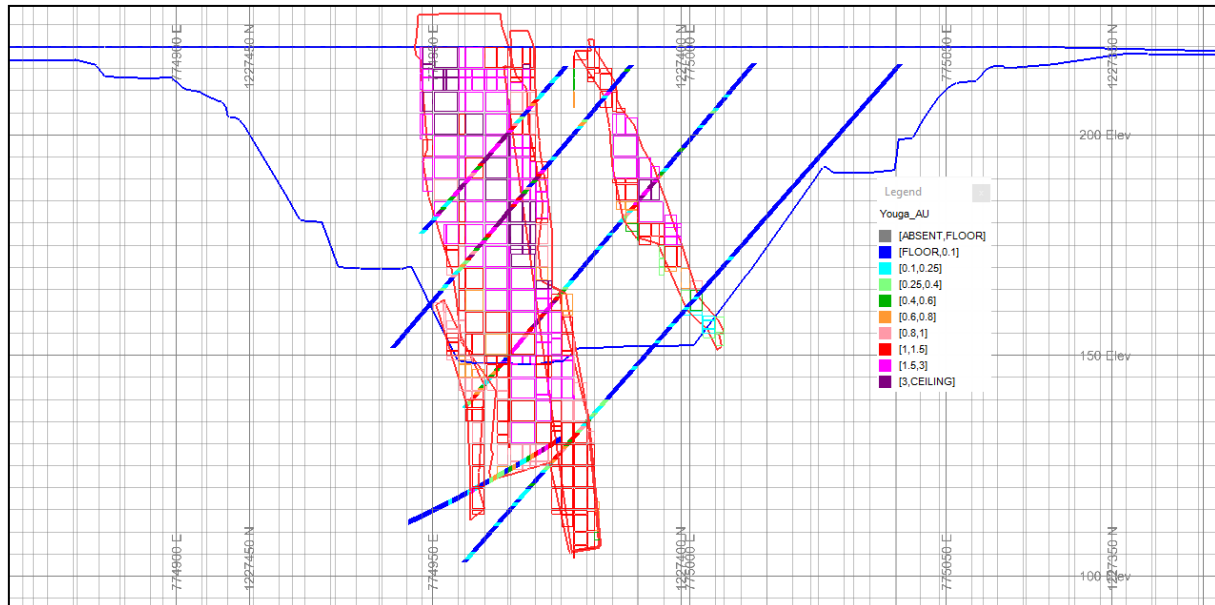 774900 E
1227450 N
774950 E
1227400 N
775000 E
775050 E
1227350 N
200 Elev
Legend
Youga_AU
[ABSENT,FLOOR]
[FLOOR,0.1]
[0.1,0.25]
[0.25,0.4]
[0.4,0.6]
[0.6,0.8]
[0.8,1]
[1,1.5]
[1.5,3]
[3,CEILING]
150 Elev
100 Elev
774900 E
1227450 N
774950 E
1227400 N
775000 E
775050 E
1227350 N